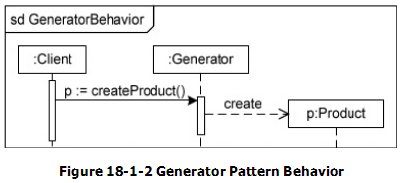 sd GeneratorBehavior
:Client
:Generator
p := createProduct()
create
p:Product
Figure 18-1-2 Generator Pattern Behavior